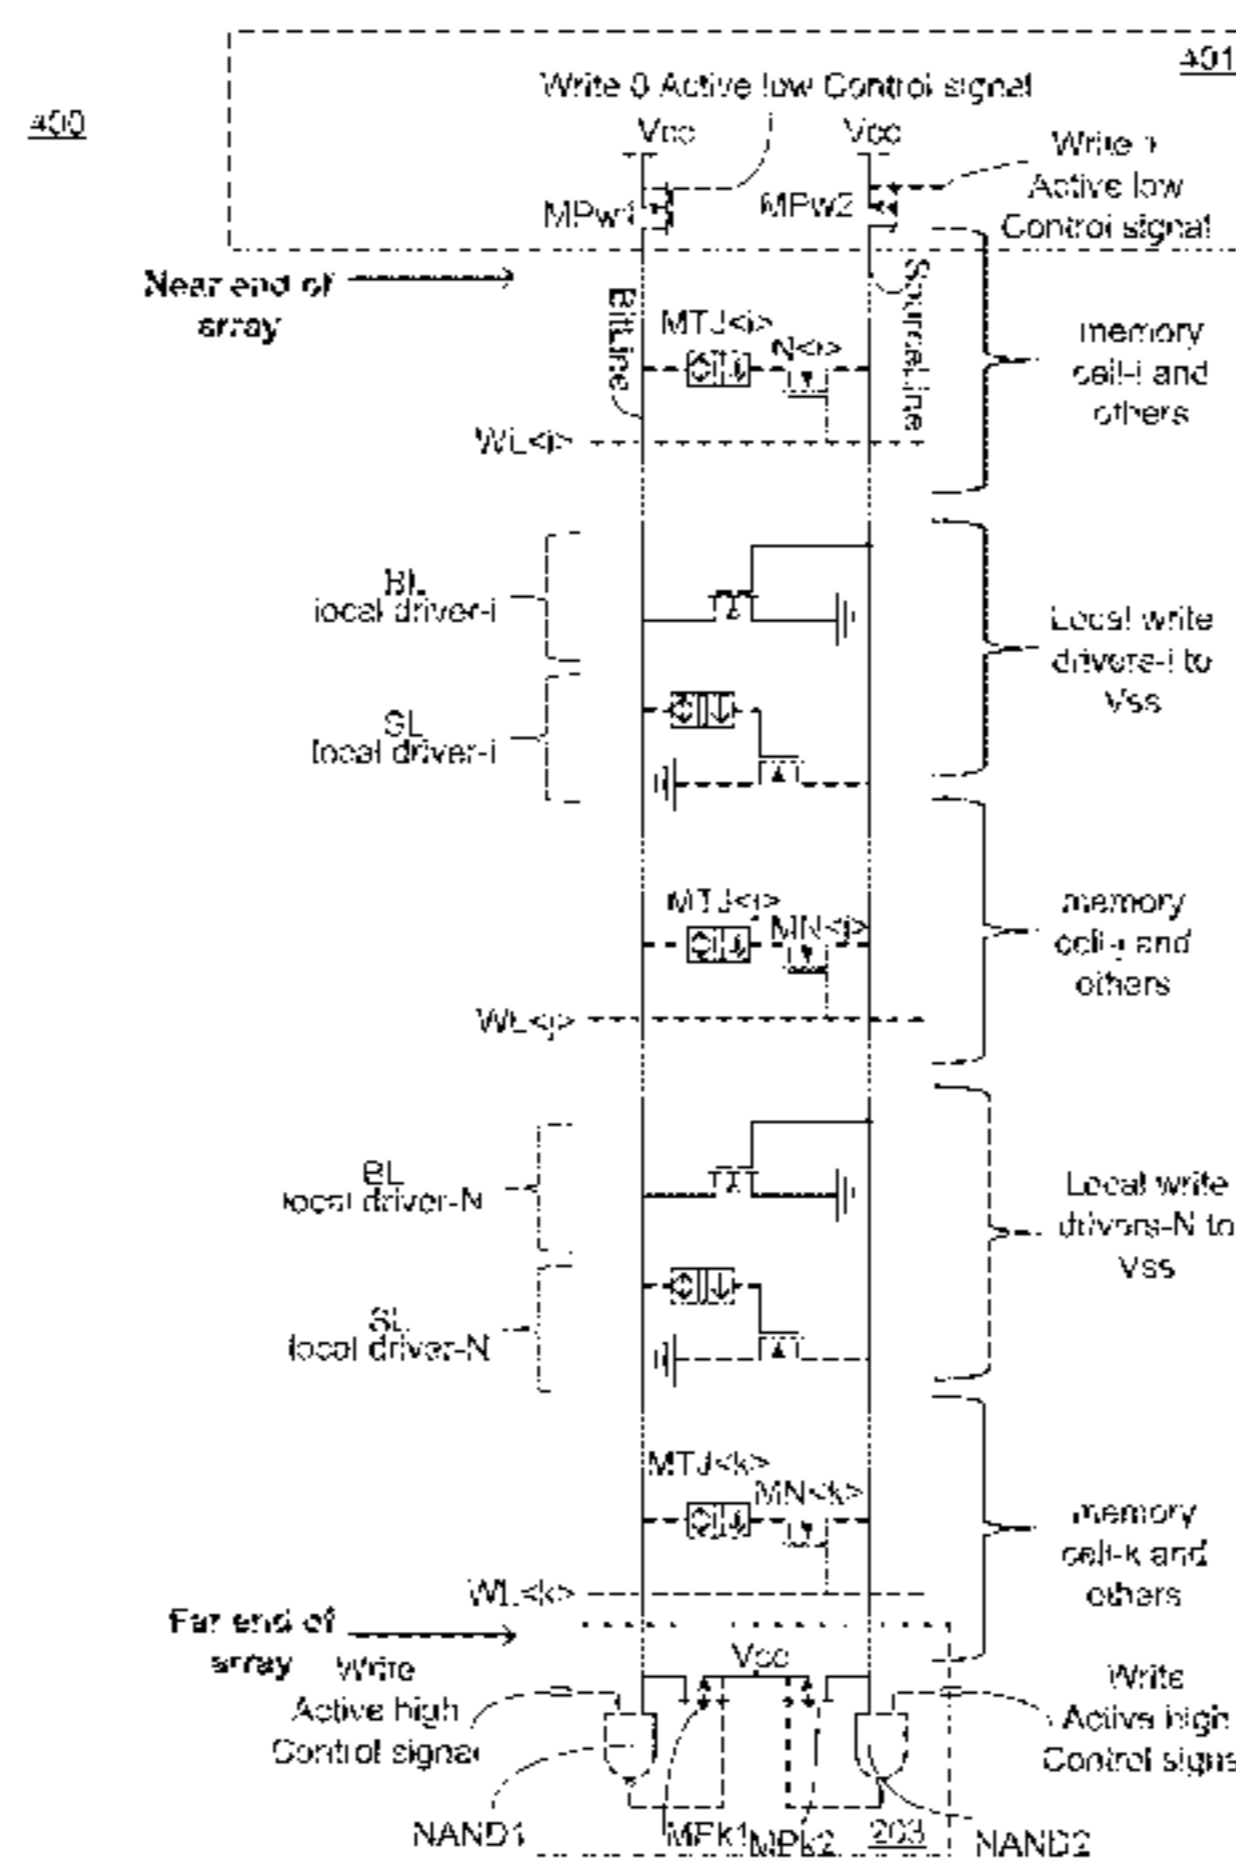 401
Write 0 Active low Control signal
400
Vcc
Vcc
Write 1
Active low
Control signal
MPw1
MPw2
Near end of
array
BitLine
SourceLine
MTJ<i>
N<i>
memory
cell-i and
others
WL<i>
BL
local driver-i
Local write
drivers-i to
Vss
SL
local driver-i
MTJ<j>
MN<j>
memory
cell-j and
others
WL<j>
BL
local driver-N
Local write
drivers-N to
Vss
SL
local driver-N
MTJ<k>
MN<k>
memory
cell-k and
others
WL<k>
Far end of
array
Vcc
Write
Active high
Control signal
Write
Active high
Control signa
NAND1
MPk1
MPk2
203
NAND2